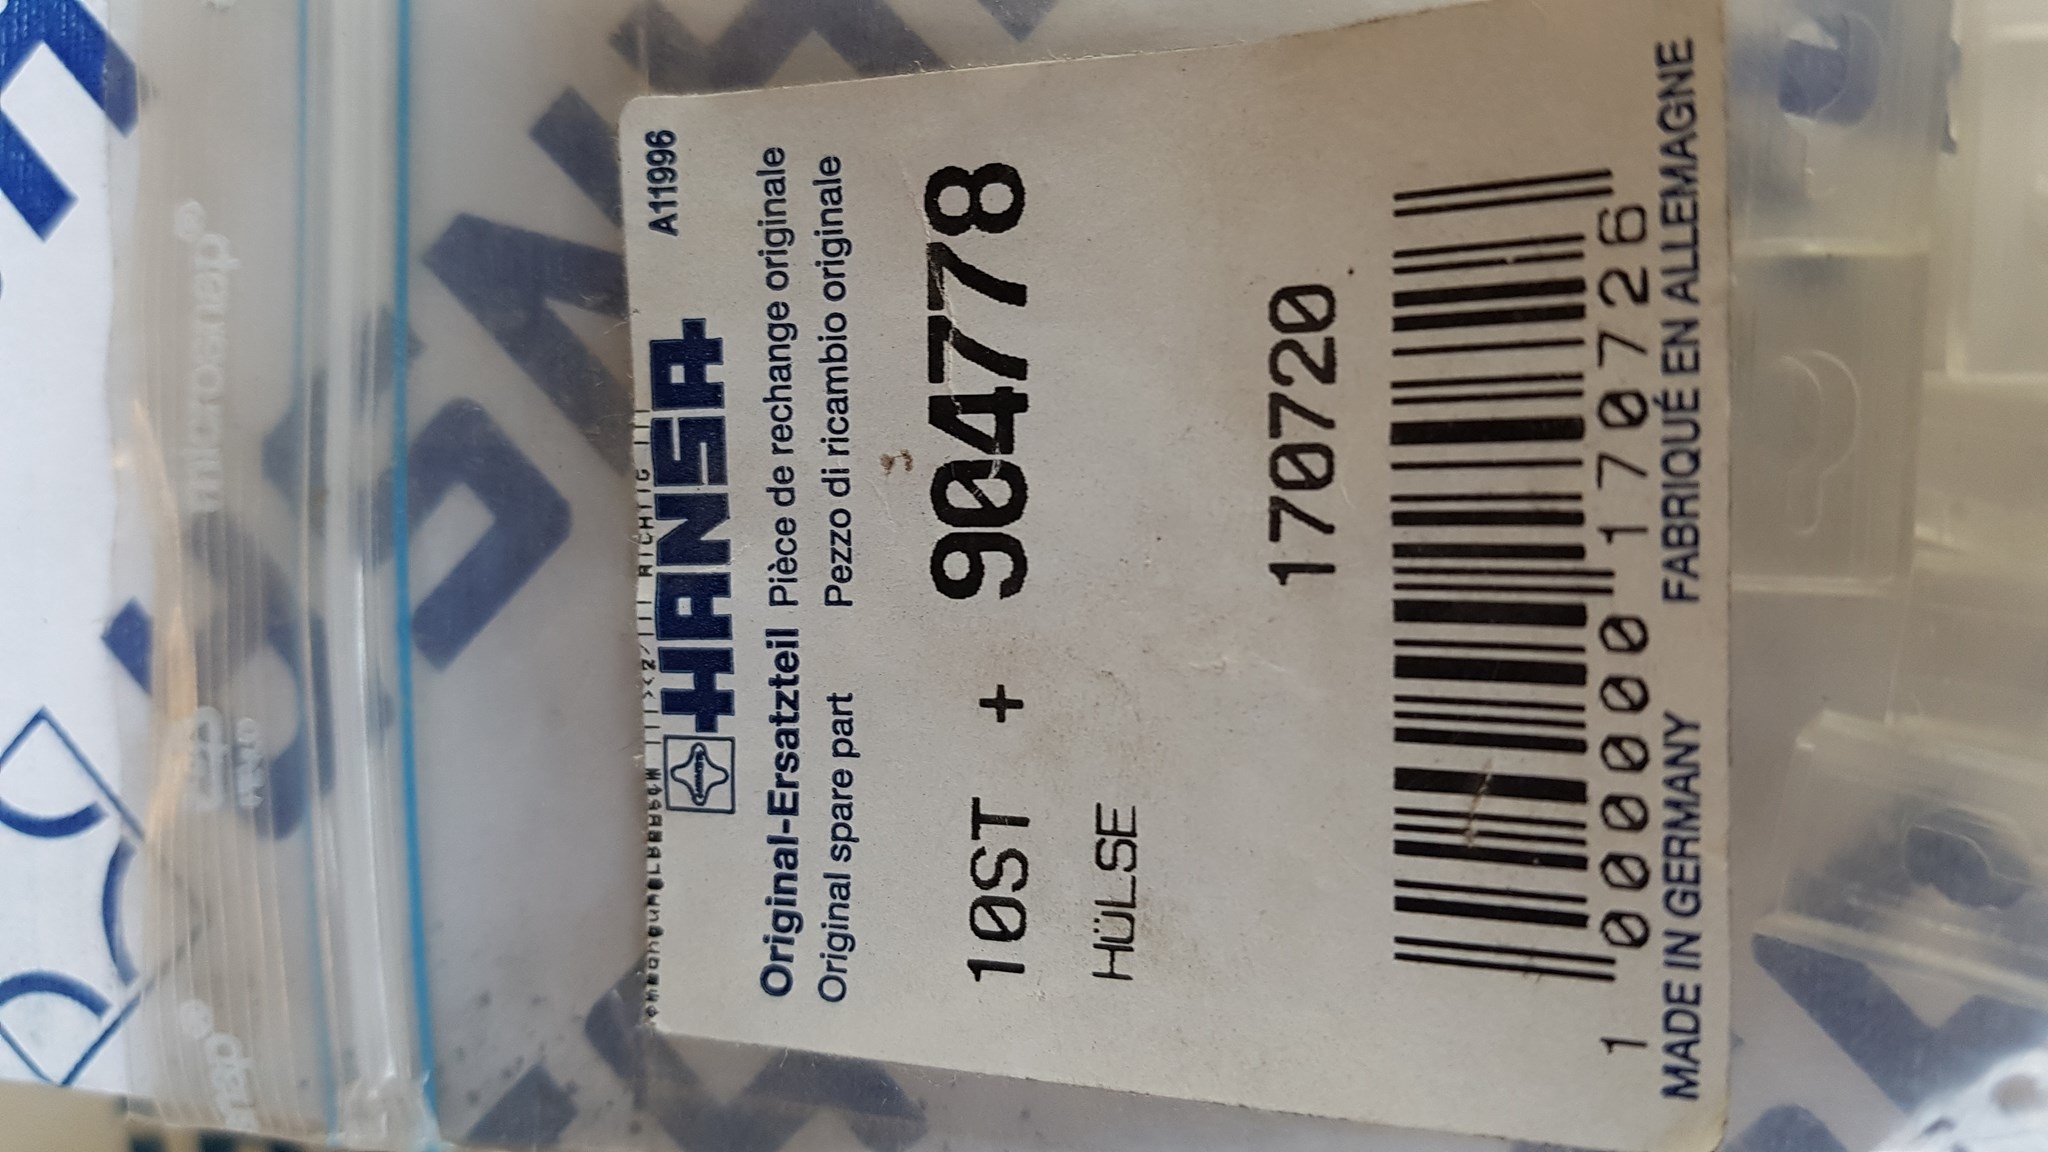 microsnap®
HANSA
A11996
Original-Ersatzteil Pièce de rechange originale
Original spare part Pezzo di ricambio originale
10ST + 904778
HÜLSE
170720
1 000000 170726
MADE IN GERMANY FABRIQUÉ EN ALLEMAGNE